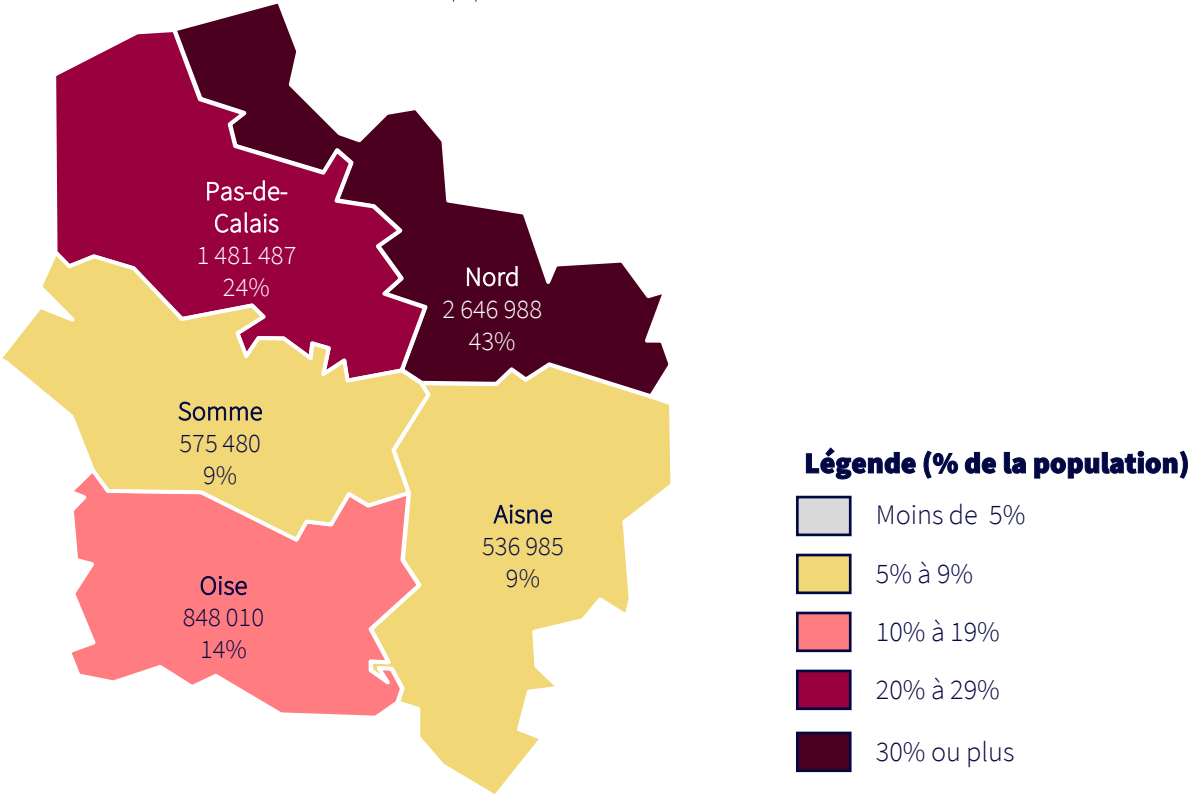 Pas-de-
Calais
1 481 487
24%
Nord
2 646 988
43%
Somme
575 480
9%
Aisne
536 985
9%
Oise
848 010
14%
Légende (% de la population)
Moins de 5%
5% à 9%
10% à 19%
20% à 29%
30% ou plus